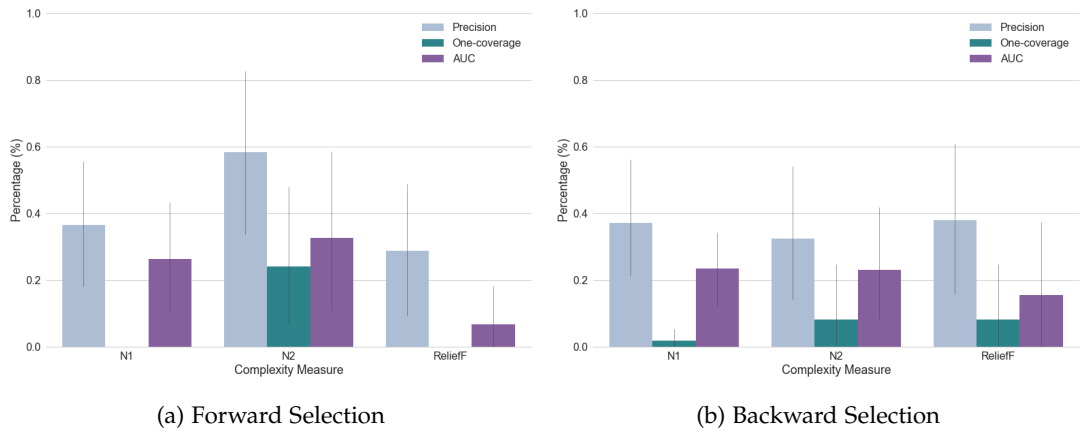 1.0
0.8
0.6
0.4
0.2
0.0
Percentage (%)
Precision
One-coverage
AUC
N1
N2
ReliefF
Complexity Measure
(a) Forward Selection
1.0
0.8
0.6
0.4
0.2
0.0
Percentage (%)
Precision
One-coverage
AUC
N1
N2
ReliefF
Complexity Measure
(b) Backward Selection